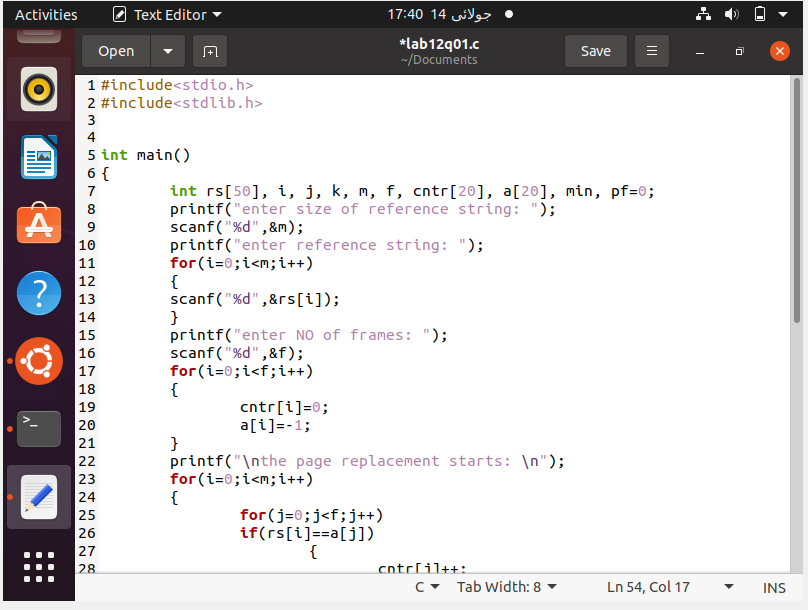 Activities Text Editor 17:40 14 جولائی
Open *lab12q01.c Save
~/Documents
1 #include<stdio.h>
2 #include<stdlib.h>
3
4
5 int main()
6 {
7 int rs[50], i, j, k, m, f, cntr[20], a[20], min, pf=0;
8 printf("enter size of reference string: ");
9 scanf("%d",&m);
10 printf("enter reference string: ");
11 for(i=0;i<m;i++)
12 {
13 scanf("%d",&rs[i]);
14 }
15 printf("enter NO of frames: ");
16 scanf("%d",&f);
17 for(i=0;i<f;i++)
18 {
19 cntr[i]=0;
20 a[i]=-1;
21 }
22 printf("\nthe page replacement starts: \n");
23 for(i=0;i<m;i++)
24 {
25 for(j=0;j<f;j++)
26 if(rs[i]==a[j])
27 {
28 cntr[j]++;
C Tab Width: 8 Ln 54, Col 17 INS